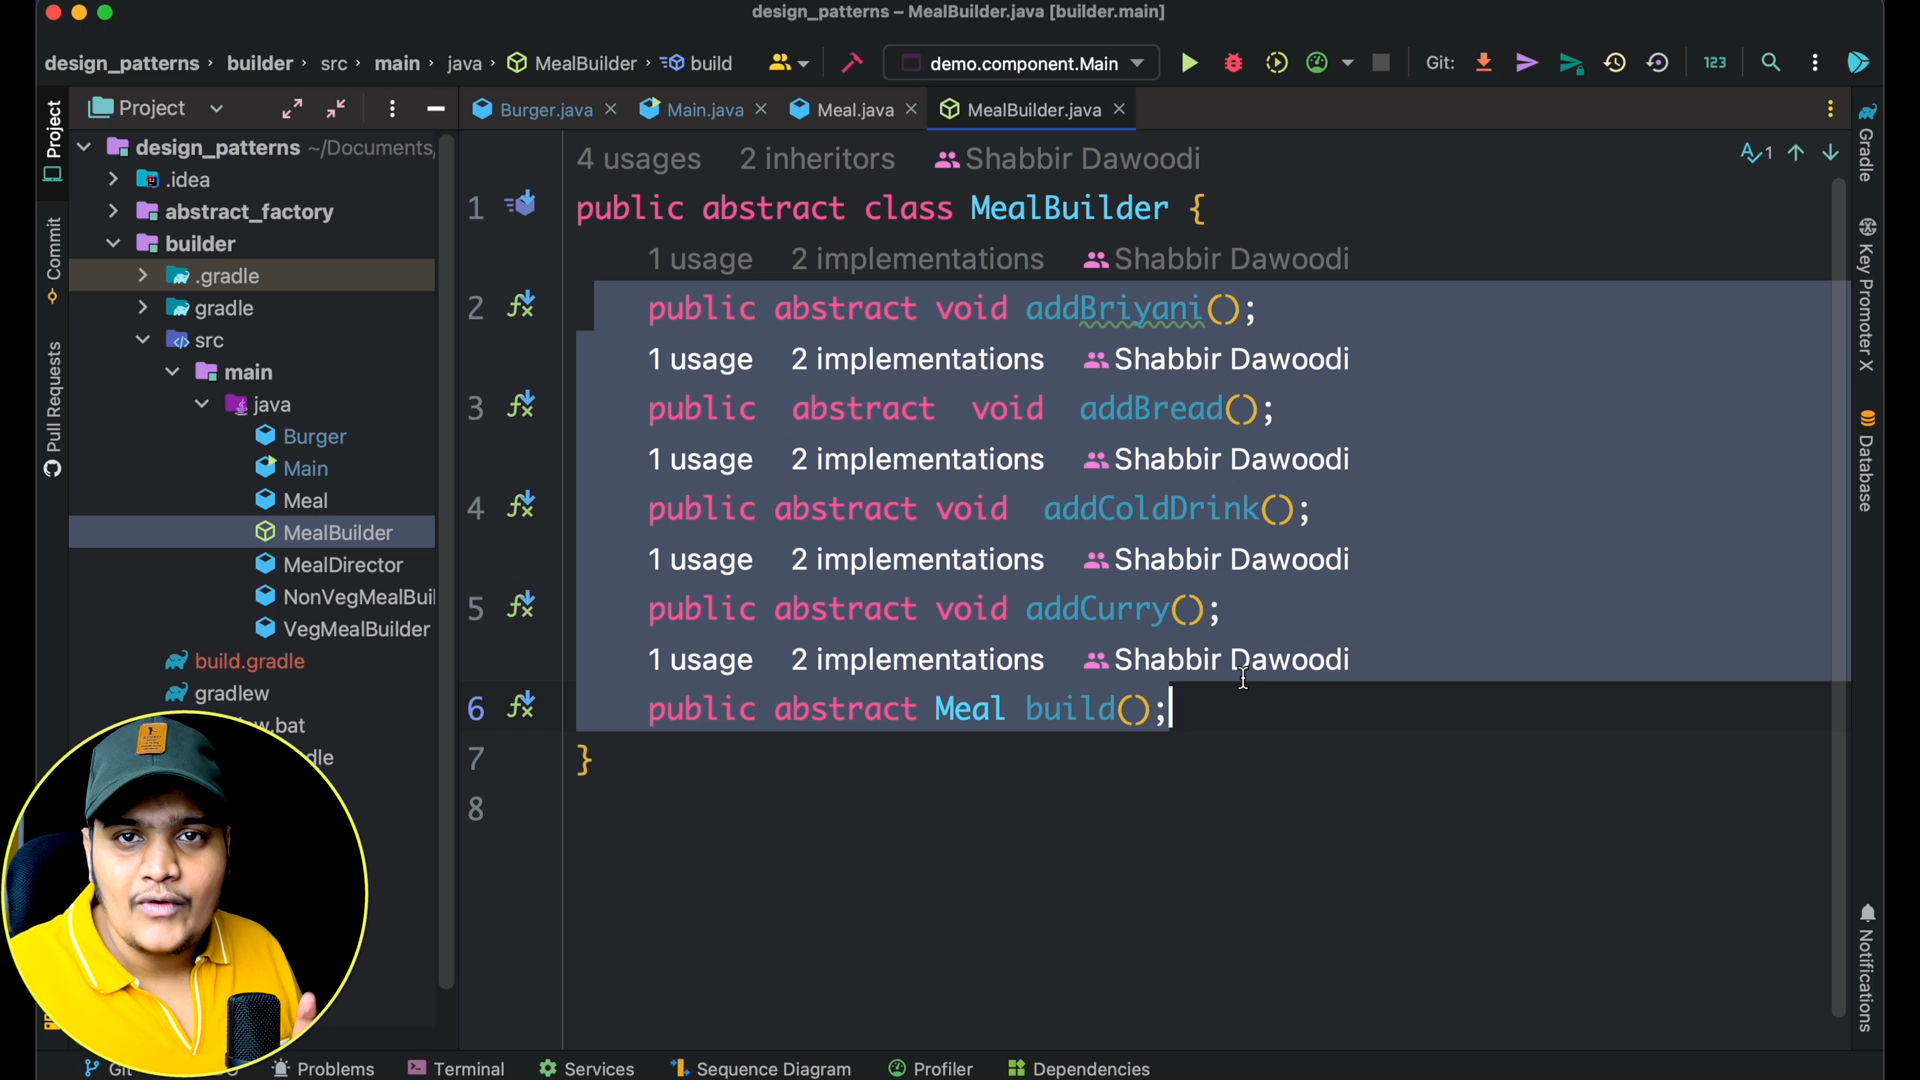 design_patterns – MealBuilder.java [builder.main]
design_patterns › builder › src › main › java › MealBuilder › build
demo.component.Main
Git:
123
Project
Burger.java
Main.java
Meal.java
MealBuilder.java
Project
Commit
Pull Requests
design_patterns ~/Documents/
.idea
abstract_factory
builder
.gradle
gradle
src
main
java
Burger
Main
Meal
MealBuilder
MealDirector
NonVegMealBuil
VegMealBuilder
build.gradle
gradlew
.bat
4 usages 2 inheritors Shabbir Dawoodi
1 public abstract class MealBuilder {
1 usage 2 implementations Shabbir Dawoodi
2 public abstract void addBriyani();
1 usage 2 implementations Shabbir Dawoodi
3 public abstract void addBread();
1 usage 2 implementations Shabbir Dawoodi
4 public abstract void addColdDrink();
1 usage 2 implementations Shabbir Dawoodi
5 public abstract void addCurry();
1 usage 2 implementations Shabbir Dawoodi
6 public abstract Meal build();
7 }
8
1
Gradle
Key Promoter X
Database
Notifications
Git
Problems
Terminal
Services
Sequence Diagram
Profiler
Dependencies